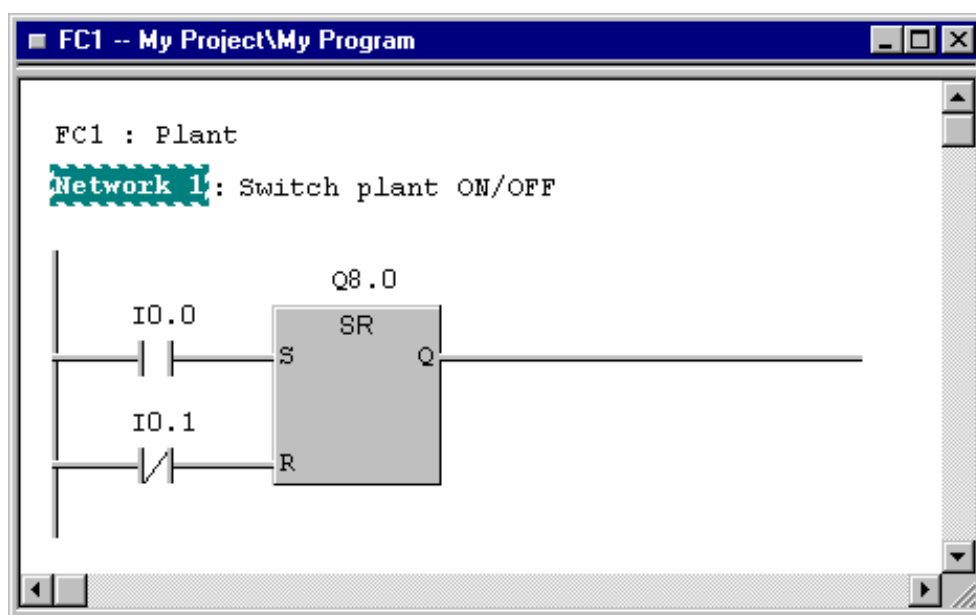 FC1 -- My Project\My Program
FC1 : Plant
Network 1: Switch plant ON/OFF
Q8.0
I0.0
SR
S
Q
I0.1
R